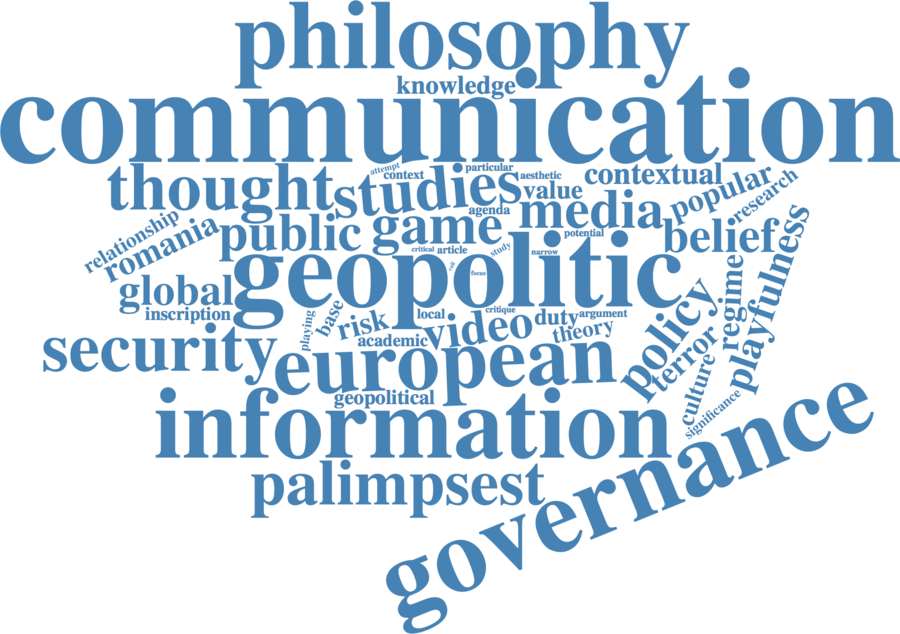 philosophy
knowledge
communication
attempt
context
particular
aesthetic
contextual
thought
studies
value
popular
research
agenda
media
relationship
romania
public
game
potential
belief
playfulness
critical
article
study
narrow
call
focus
geopolitic
global
inscription
regime
playing
base
risk
local
critique
duty
argument
policy
academic
video
theory
terror
security
european
culture
geopolitical
significance
information
governance
palimpsest